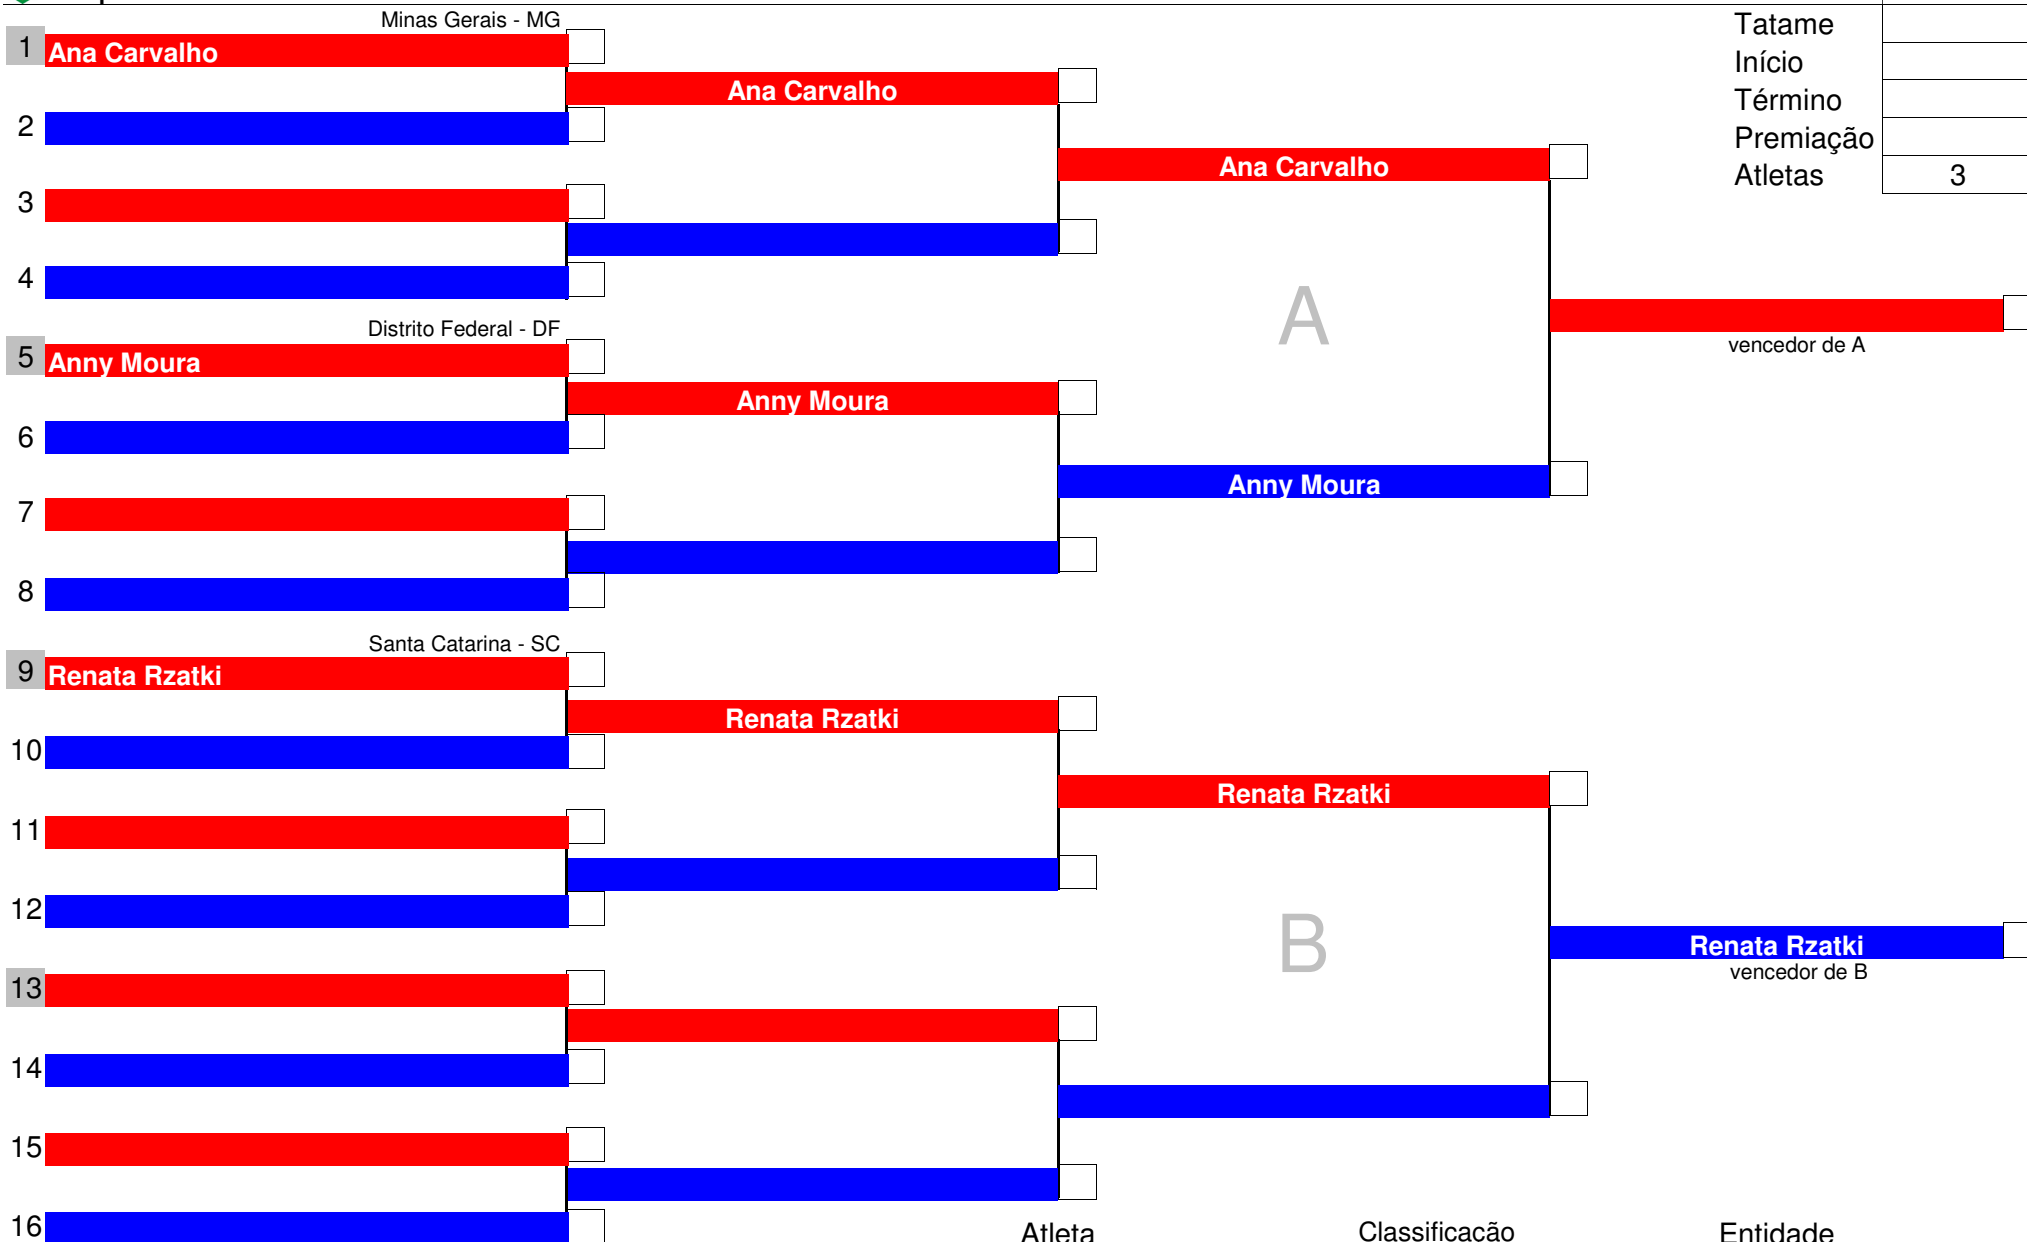 Minas Gerais - MG
Tatame
1 Ana Carvalho
Início
Ana Carvalho
Término
2
Premiação
Ana Carvalho
Atletas 3
3
4
A
Distrito Federal - DF
vencedor de A
5 Anny Moura
Anny Moura
6
Anny Moura
7
8
Santa Catarina - SC
9 Renata Rzatki
Renata Rzatki
10
Renata Rzatki
11
12
B
Renata Rzatki
vencedor de B
13
14
15
16
Atleta Classificação Entidade